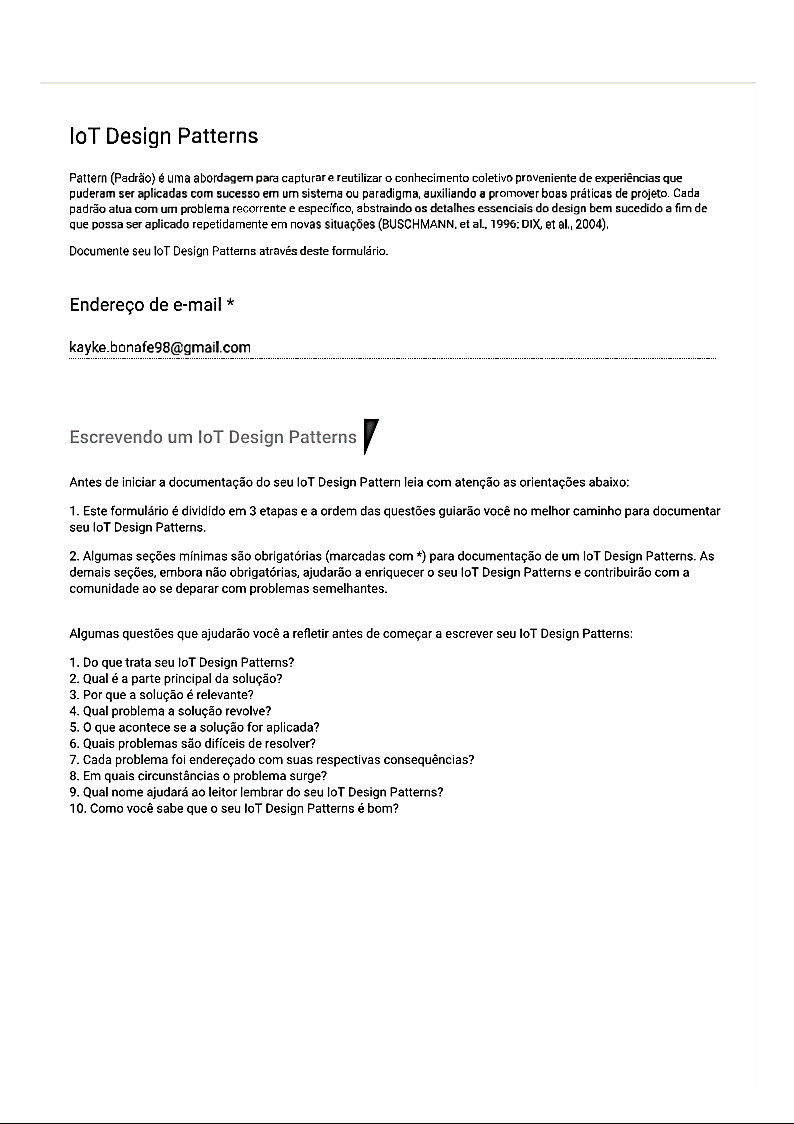 IoT Design Patterns
Pattern (Padrão) é uma abordagem para capturar e reutilizar o conhecimento coletivo proveniente de experiências que
puderam ser aplicadas com sucesso em um sistema ou paradigma, auxiliando a promover boas práticas de projeto. Cada
padrão atua com um problema recorrente e específico, abstraindo os detalhes essenciais do design bem sucedido a fim de
que possa ser aplicado repetidamente em novas situações (BUSCHMANN, et al., 1996; DIX, et al., 2004).
Documente seu IoT Design Patterns através deste formulário.
Endereço de e-mail *
kayke.bonafe98@gmail.com
Escrevendo um IoT Design Patterns
Antes de iniciar a documentação do seu IoT Design Pattern leia com atenção as orientações abaixo:
1. Este formulário é dividido em 3 etapas e a ordem das questões guiarão você no melhor caminho para documentar
seu IoT Design Patterns.
2. Algumas seções mínimas são obrigatórias (marcadas com *) para documentação de um IoT Design Patterns. As
demais seções, embora não obrigatórias, ajudarão a enriquecer o seu IoT Design Patterns e contribuirão com a
comunidade ao se deparar com problemas semelhantes.
Algumas questões que ajudarão você a refletir antes de começar a escrever seu IoT Design Patterns:
1. Do que trata seu IoT Design Patterns?
2. Qual é a parte principal da solução?
3. Por que a solução é relevante?
4. Qual problema a solução revolve?
5. O que acontece se a solução for aplicada?
6. Quais problemas são difíceis de resolver?
7. Cada problema foi endereçado com suas respectivas consequências?
8. Em quais circunstâncias o problema surge?
9. Qual nome ajudará ao leitor lembrar do seu IoT Design Patterns?
10. Como você sabe que o seu IoT Design Patterns é bom?